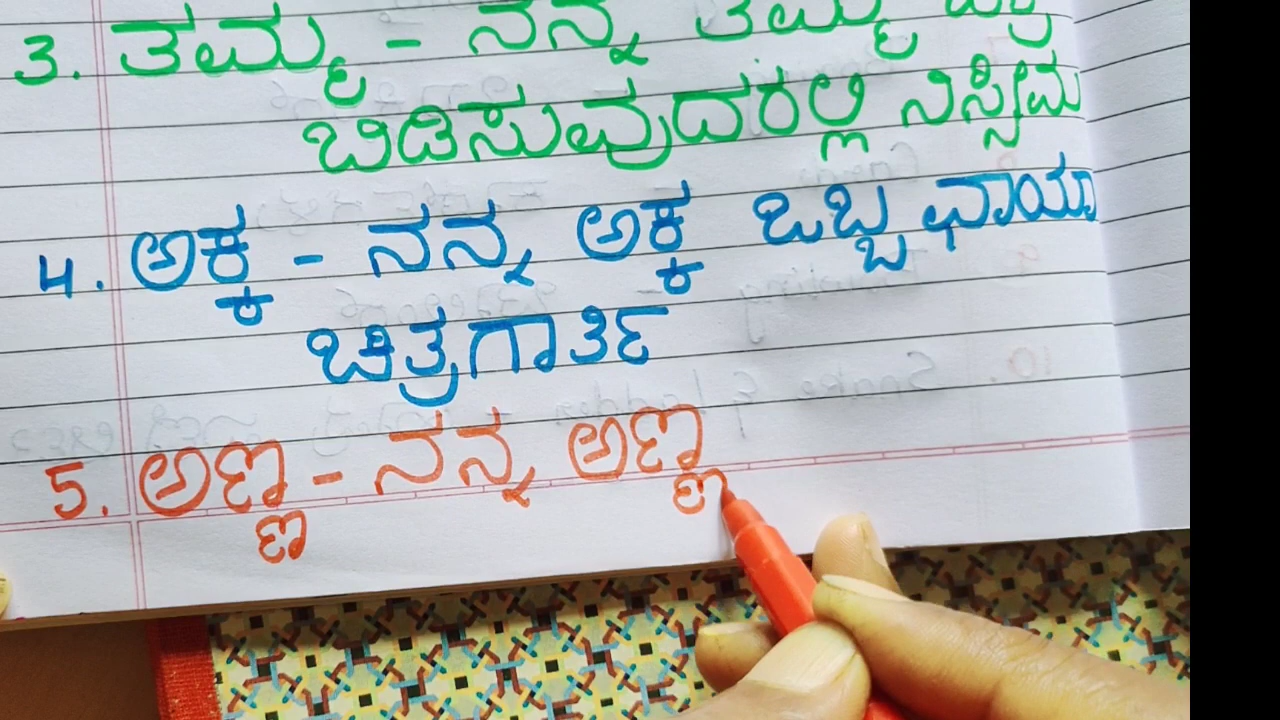 3. ತಮ್ಮ - ನನ್ನ ತಮ್ಮ ಚಿತ್ರ
ಬಿಡಿಸುವುದರಲ್ಲಿ ನಿಸ್ಸೀಮ
4. ಅಕ್ಕ - ನನ್ನ ಅಕ್ಕ ಒಬ್ಬ ಛಾಯಾ
ಚಿತ್ರಗಾರ್ತಿ
5. ಅಣ್ಣ - ನನ್ನ ಅಣ್ಣ